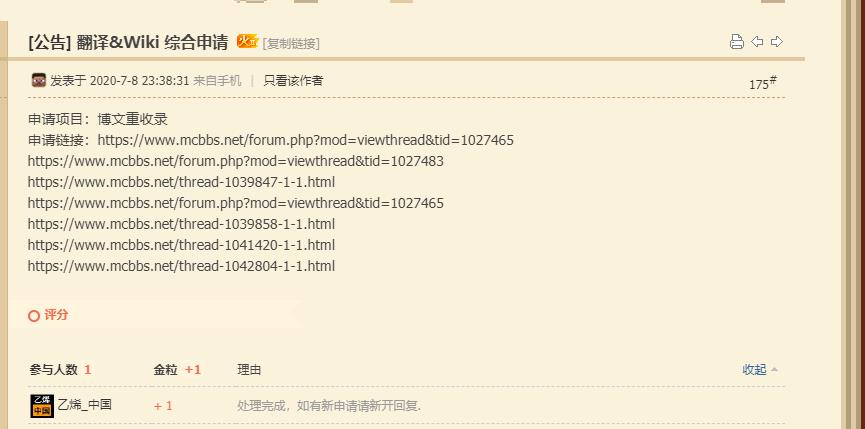 [公告] 翻译&Wiki 综合申请 火 [复制链接]
发表于 2020-7-8 23:38:31 来自手机 | 只看该作者
175#
申请项目：博文重收录
申请链接：https://www.mcbbs.net/forum.php?mod=viewthread&tid=1027465
https://www.mcbbs.net/forum.php?mod=viewthread&tid=1027483
https://www.mcbbs.net/thread-1039847-1-1.html
https://www.mcbbs.net/forum.php?mod=viewthread&tid=1027465
https://www.mcbbs.net/thread-1039858-1-1.html
https://www.mcbbs.net/thread-1041420-1-1.html
https://www.mcbbs.net/thread-1042804-1-1.html
评分
参与人数 1 金粒 +1 理由 收起
乙烯
中国
乙烯_中国 + 1 处理完成，如有新申请请新开回复.